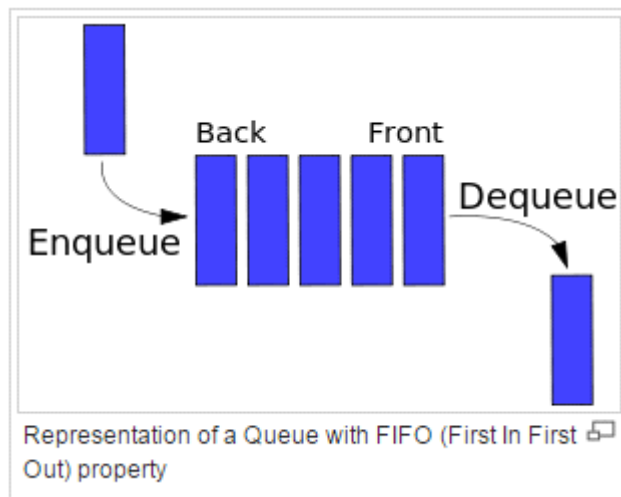 Back Front
Dequeue
Enqueue
Representation of a Queue with FIFO (First In First
Out) property